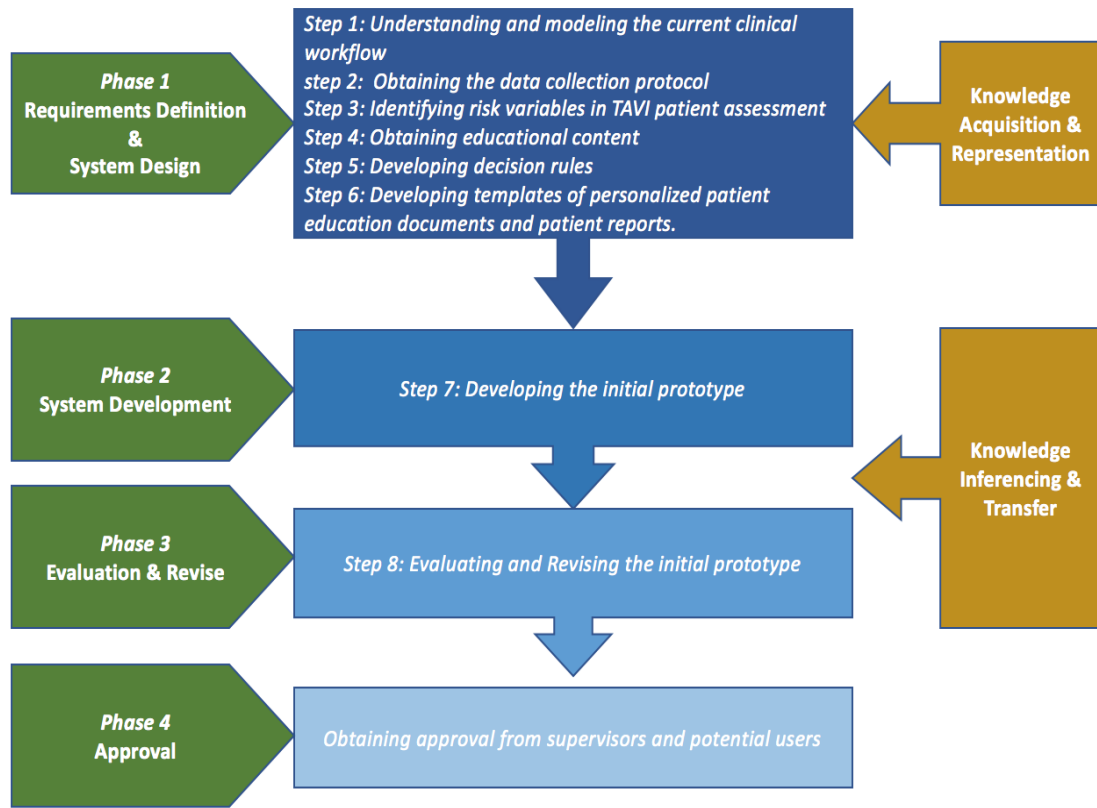 Phase 1
Requirements Definition
&
System Design
Step 1: Understanding and modeling the current clinical
workflow
step 2: Obtaining the data collection protocol
Step 3: Identifying risk variables in TAVI patient assessment
Step 4: Obtaining educational content
Step 5: Developing decision rules
Step 6: Developing templates of personalized patient
education documents and patient reports.
Knowledge
Acquisition &
Representation
Phase 2
System Development
Step 7: Developing the initial prototype
Knowledge
Inferencing &
Transfer
Phase 3
Evaluation & Revise
Step 8: Evaluating and Revising the initial prototype
Phase 4
Approval
Obtaining approval from supervisors and potential users